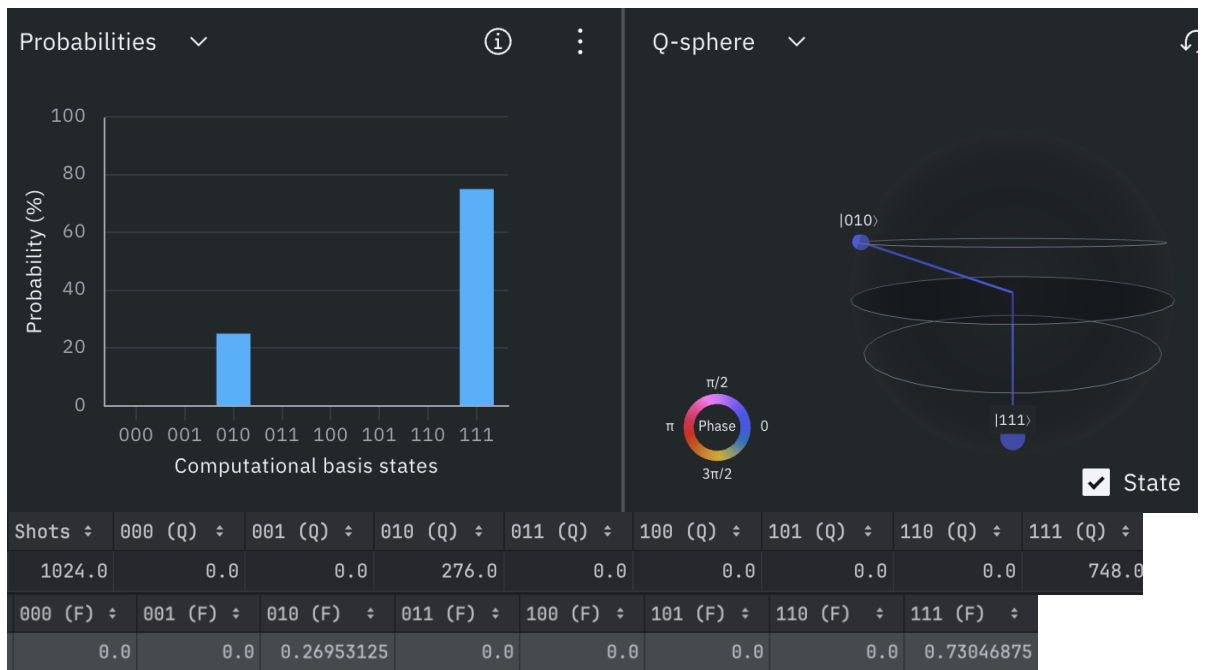 Probabilities
Q-sphere
100
80
60
40
20
0
Probability (%)
000 001 010 011 100 101 110 111
Computational basis states
|010⟩
|111⟩
π/2
π Phase 0
3π/2
State
Shots 000 (Q) 001 (Q) 010 (Q) 011 (Q) 100 (Q) 101 (Q) 110 (Q) 111 (Q)
1024.0 0.0 0.0 276.0 0.0 0.0 0.0 0.0 748.0
000 (F) 001 (F) 010 (F) 011 (F) 100 (F) 101 (F) 110 (F) 111 (F)
0.0 0.0 0.26953125 0.0 0.0 0.0 0.0 0.73046875